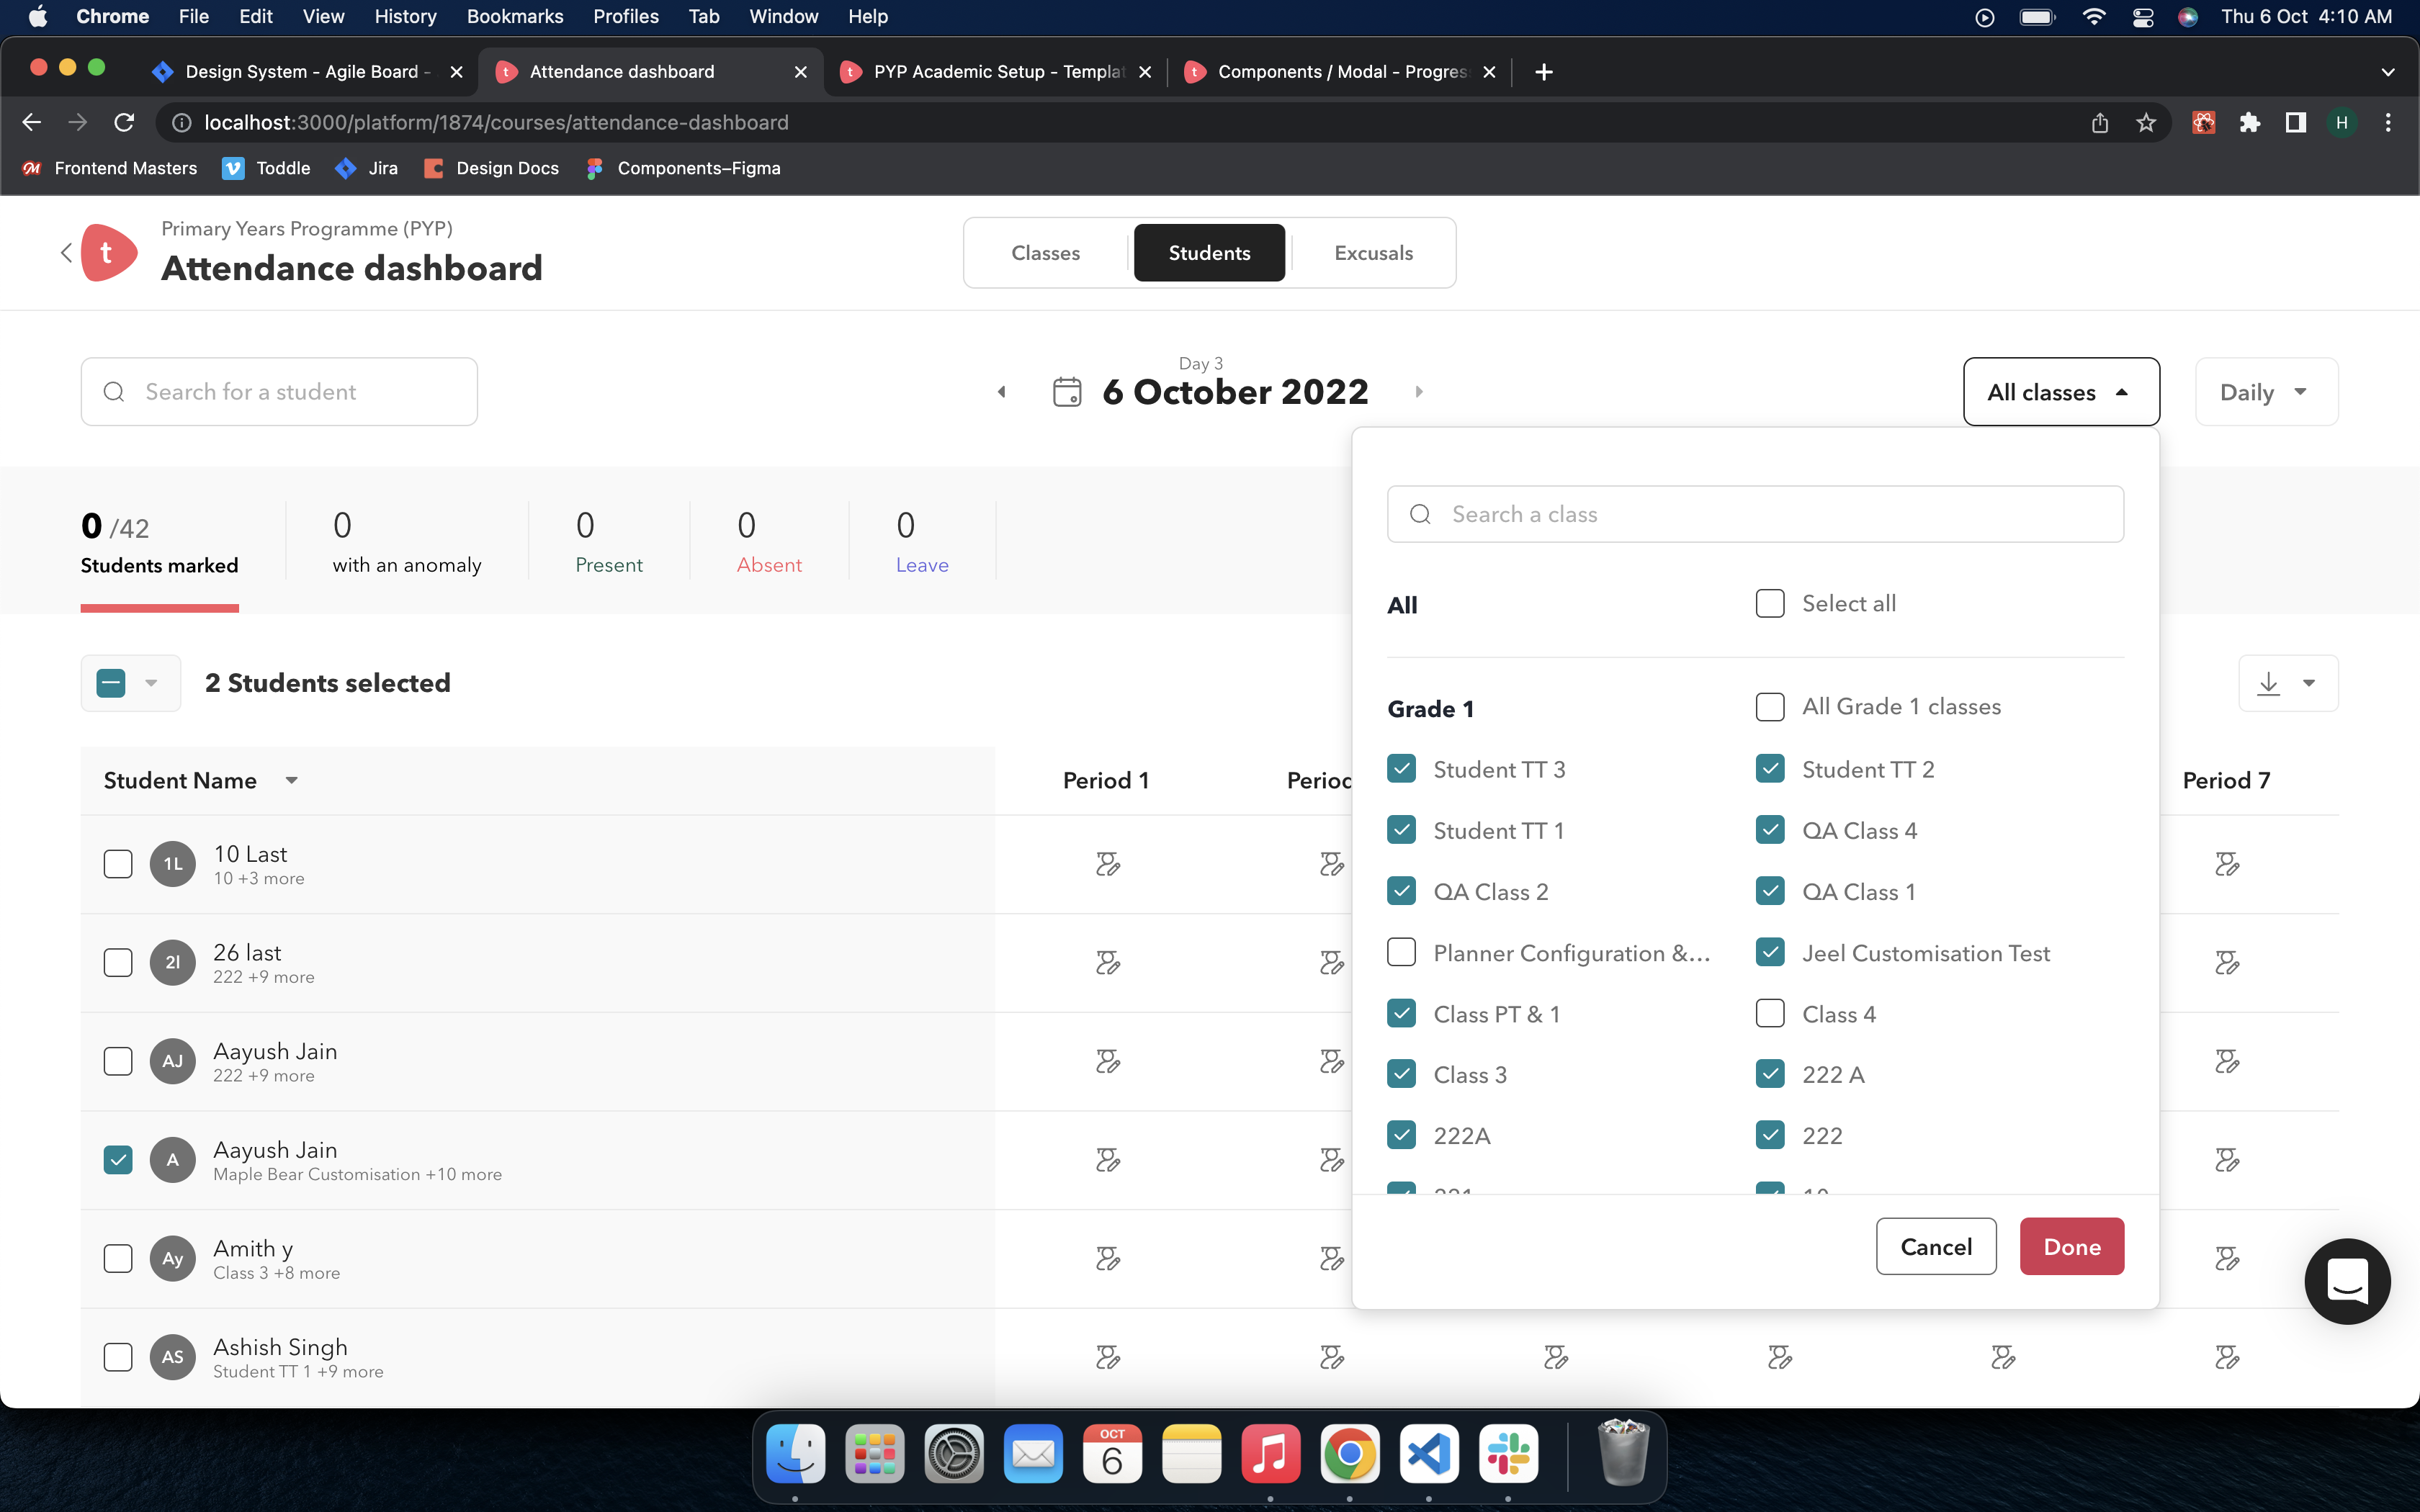 Chrome File Edit View History Bookmarks Profiles Tab Window Help Thu 6 Oct 4:10 AM
Design System - Agile Board - Attendance dashboard PYP Academic Setup - Templat Components / Modal - Progres
localhost:3000/platform/1874/courses/attendance-dashboard H
Frontend Masters Toddle Jira Design Docs Components–Figma
Primary Years Programme (PYP)
t Attendance dashboard
Classes Students Excusals
Search for a student
Day 3
6 October 2022
All classes Daily
0 /42
Students marked
0
with an anomaly
0
Present
0
Absent
0
Leave
2 Students selected
Student Name Period 1 Period Period 7
1L 10 Last
10 +3 more
2l 26 last
222 +9 more
AJ Aayush Jain
222 +9 more
A Aayush Jain
Maple Bear Customisation +10 more
Ay Amith y
Class 3 +8 more
AS Ashish Singh
Student TT 1 +9 more
Search a class
All Select all
Grade 1 All Grade 1 classes
Student TT 3 Student TT 2
Student TT 1 QA Class 4
QA Class 2 QA Class 1
Planner Configuration &... Jeel Customisation Test
Class PT & 1 Class 4
Class 3 222 A
222A 222
Cancel Done
OCT
6